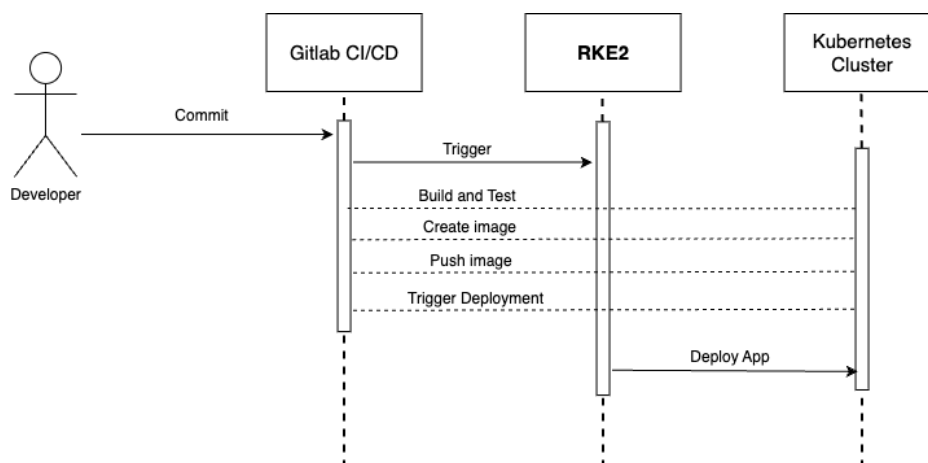 Gitlab CI/CD
RKE2
Kubernetes
Cluster
Commit
Developer
Trigger
Build and Test
Create image
Push image
Trigger Deployment
Deploy App